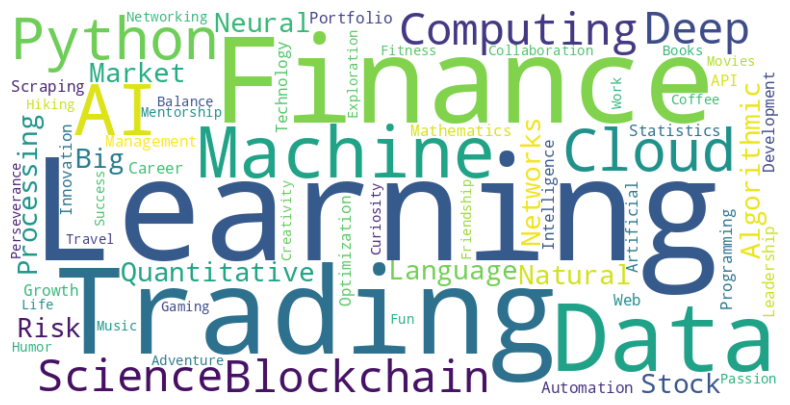 Networking
Portfolio
Python
Neural
Computing
Deep
Finance
Fitness
Collaboration
Books
Movies
Market
Scraping
AI
Technology
Exploration
Work
API
Hiking
Balance
Mentorship
Coffee
Development
Management
Mathematics
Statistics
Algorithmic
Processing
Innovation
Big
Career
Machine
Networks
Intelligence
Cloud
Perseverance
Success
Learning
Travel
Creativity
Optimization
Curiosity
Friendship
Artificial
Programming
Leadership
Quantitative
Language
Natural
Growth
Life
Trading
Gaming
Web
Risk
Music
Fun
Data
Humor
Adventure
Science
Blockchain
Automation
Stock
Passion